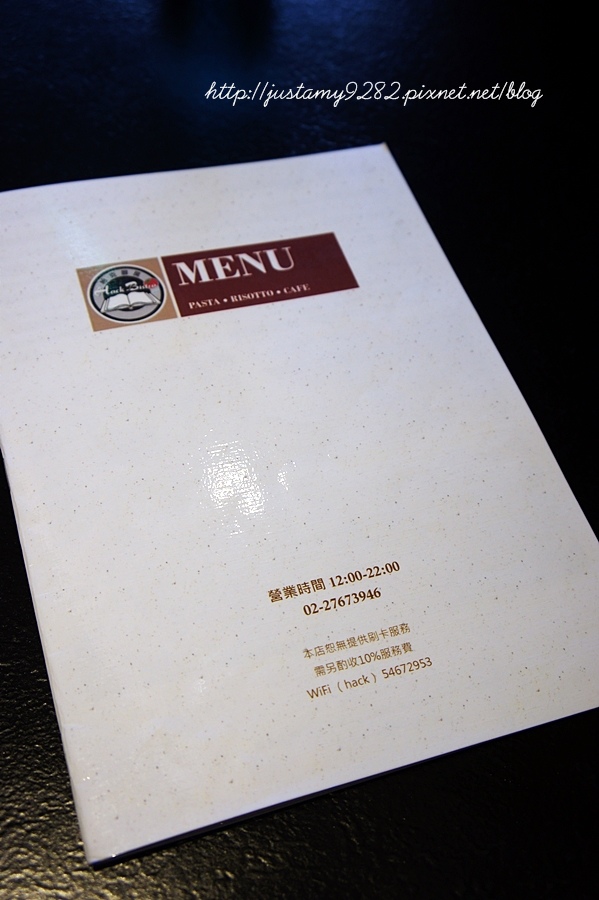 http://justamy9282.pixnet.net/blog
MENU
PASTA • RISOTTO • CAFE
營業時間 12:00-22:00
02-27673946
本店恕無提供刷卡服務
需另酌收10%服務費
WiFi（hack）54672953